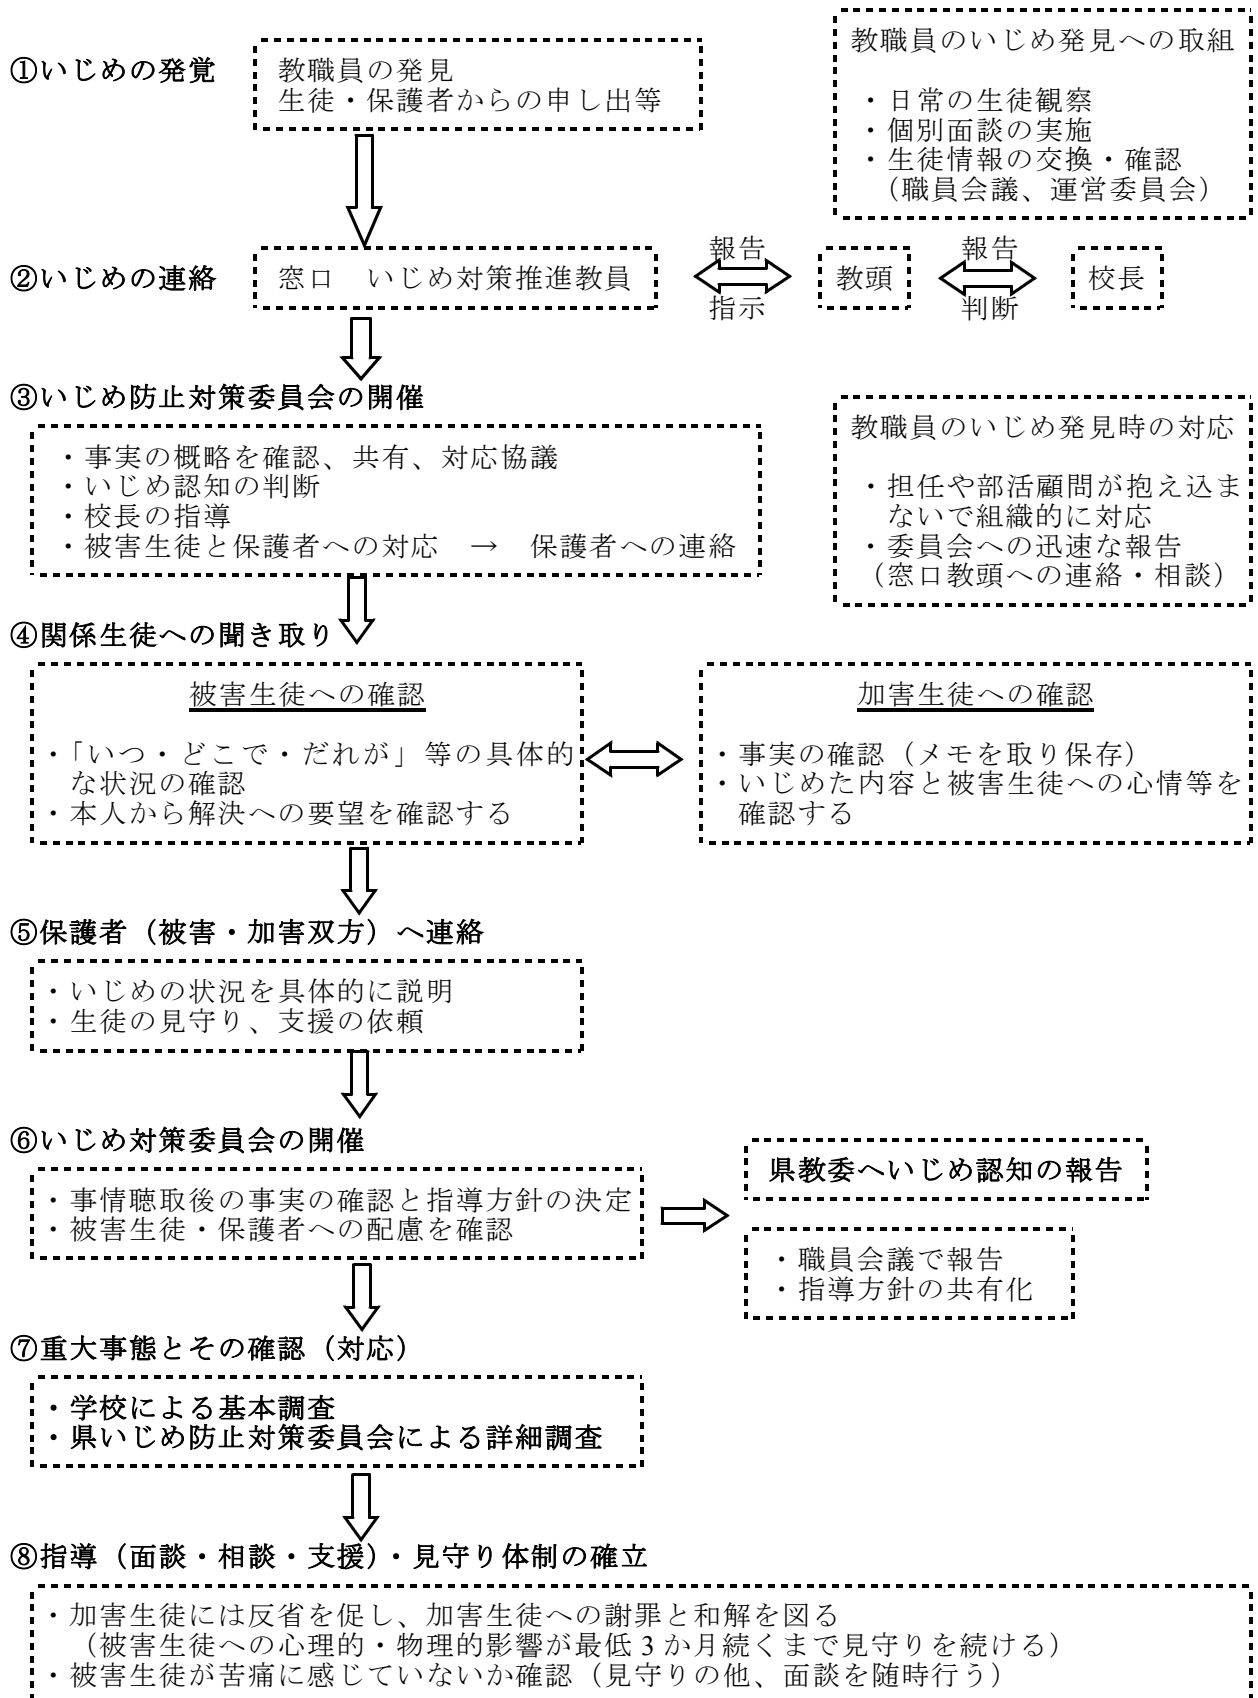 ①いじめの発覚
教職員の発見
生徒・保護者からの申し出等
教職員のいじめ発見への取組
・日常の生徒観察
・個別面談の実施
・生徒情報の交換・確認
（職員会議、運営委員会）
②いじめの連絡
窓口　いじめ対策推進教員
報告
指示
教頭
報告
判断
校長
③いじめ防止対策委員会の開催
・事実の概略を確認、共有、対応協議
・いじめ認知の判断
・校長の指導
・被害生徒と保護者への対応　→　保護者への連絡
教職員のいじめ発見時の対応
・担任や部活顧問が抱え込ま
ないで組織的に対応
・委員会への迅速な報告
（窓口教頭への連絡・相談）
④関係生徒への聞き取り
被害生徒への確認
・「いつ・どこで・だれが」等の具体的
な状況の確認
・本人から解決への要望を確認する
加害生徒への確認
・事実の確認（メモを取り保存）
・いじめた内容と被害生徒への心情等を
確認する
⑤保護者（被害・加害双方）へ連絡
・いじめの状況を具体的に説明
・生徒の見守り、支援の依頼
⑥いじめ対策委員会の開催
・事情聴取後の事実の確認と指導方針の決定
・被害生徒・保護者への配慮を確認
県教委へいじめ認知の報告
・職員会議で報告
・指導方針の共有化
⑦重大事態とその確認（対応）
・学校による基本調査
・県いじめ防止対策委員会による詳細調査
⑧指導（面談・相談・支援）・見守り体制の確立
・加害生徒には反省を促し、加害生徒への謝罪と和解を図る
（被害生徒への心理的・物理的影響が最低３か月続くまで見守りを続ける）
・被害生徒が苦痛に感じていないか確認（見守りの他、面談を随時行う）